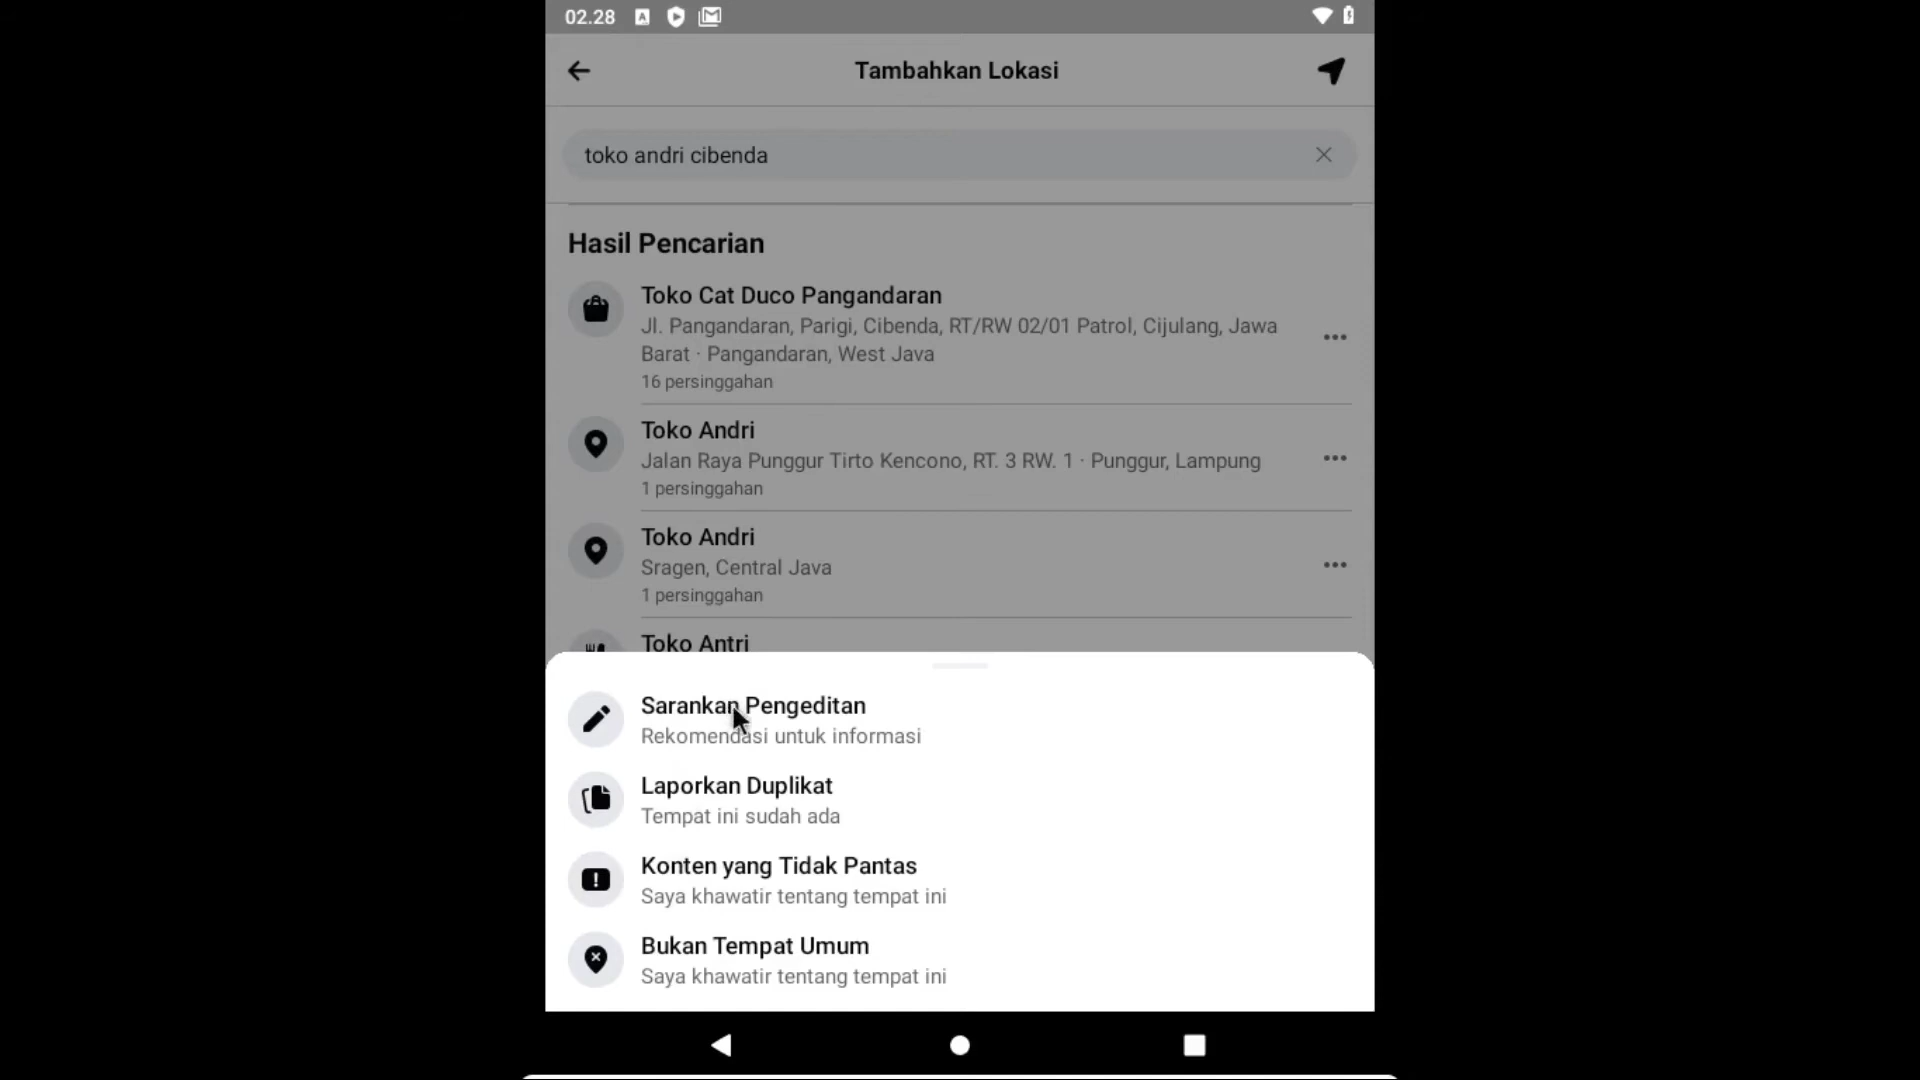 02.28
Tambahkan Lokasi
toko andri cibenda
Hasil Pencarian
Toko Cat Duco Pangandaran
Jl. Pangandaran, Parigi, Cibenda, RT/RW 02/01 Patrol, Cijulang, Jawa
Barat · Pangandaran, West Java
16 persinggahan
Toko Andri
Jalan Raya Punggur Tirto Kencono, RT. 3 RW. 1 · Punggur, Lampung
1 persinggahan
Toko Andri
Sragen, Central Java
1 persinggahan
Toko Antri
Sarankan Pengeditan
Rekomendasi untuk informasi
Laporkan Duplikat
Tempat ini sudah ada
Konten yang Tidak Pantas
Saya khawatir tentang tempat ini
Bukan Tempat Umum
Saya khawatir tentang tempat ini